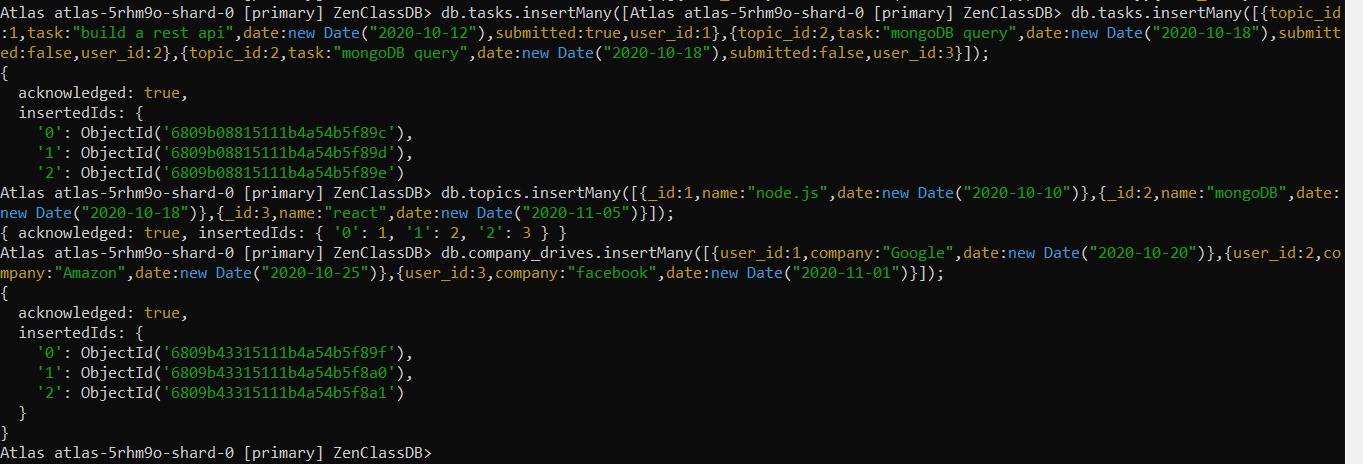 Atlas atlas-5rhm9o-shard-0 [primary] ZenClassDB> db.tasks.insertMany([Atlas atlas-5rhm9o-shard-0 [primary] ZenClassDB> db.tasks.insertMany([{topic_id
:1,task:"build a rest api",date:new Date("2020-10-12"),submitted:true,user_id:1},{topic_id:2,task:"mongoDB query",date:new Date("2020-10-18"),submitt
ed:false,user_id:2},{topic_id:2,task:"mongoDB query",date:new Date("2020-10-18"),submitted:false,user_id:3}]);
{
  acknowledged: true,
  insertedIds: {
    '0': ObjectId('6809b08815111b4a54b5f89c'),
    '1': ObjectId('6809b08815111b4a54b5f89d'),
    '2': ObjectId('6809b08815111b4a54b5f89e')
Atlas atlas-5rhm9o-shard-0 [primary] ZenClassDB> db.topics.insertMany([{_id:1,name:"node.js",date:new Date("2020-10-10")},{_id:2,name:"mongoDB",date:
new Date("2020-10-18")},{_id:3,name:"react",date:new Date("2020-11-05")}]);
{ acknowledged: true, insertedIds: { '0': 1, '1': 2, '2': 3 } }
Atlas atlas-5rhm9o-shard-0 [primary] ZenClassDB> db.company_drives.insertMany([{user_id:1,company:"Google",date:new Date("2020-10-20")},{user_id:2,co
mpany:"Amazon",date:new Date("2020-10-25")},{user_id:3,company:"facebook",date:new Date("2020-11-01")}]);
{
  acknowledged: true,
  insertedIds: {
    '0': ObjectId('6809b43315111b4a54b5f89f'),
    '1': ObjectId('6809b43315111b4a54b5f8a0'),
    '2': ObjectId('6809b43315111b4a54b5f8a1')
  }
}
Atlas atlas-5rhm9o-shard-0 [primary] ZenClassDB>